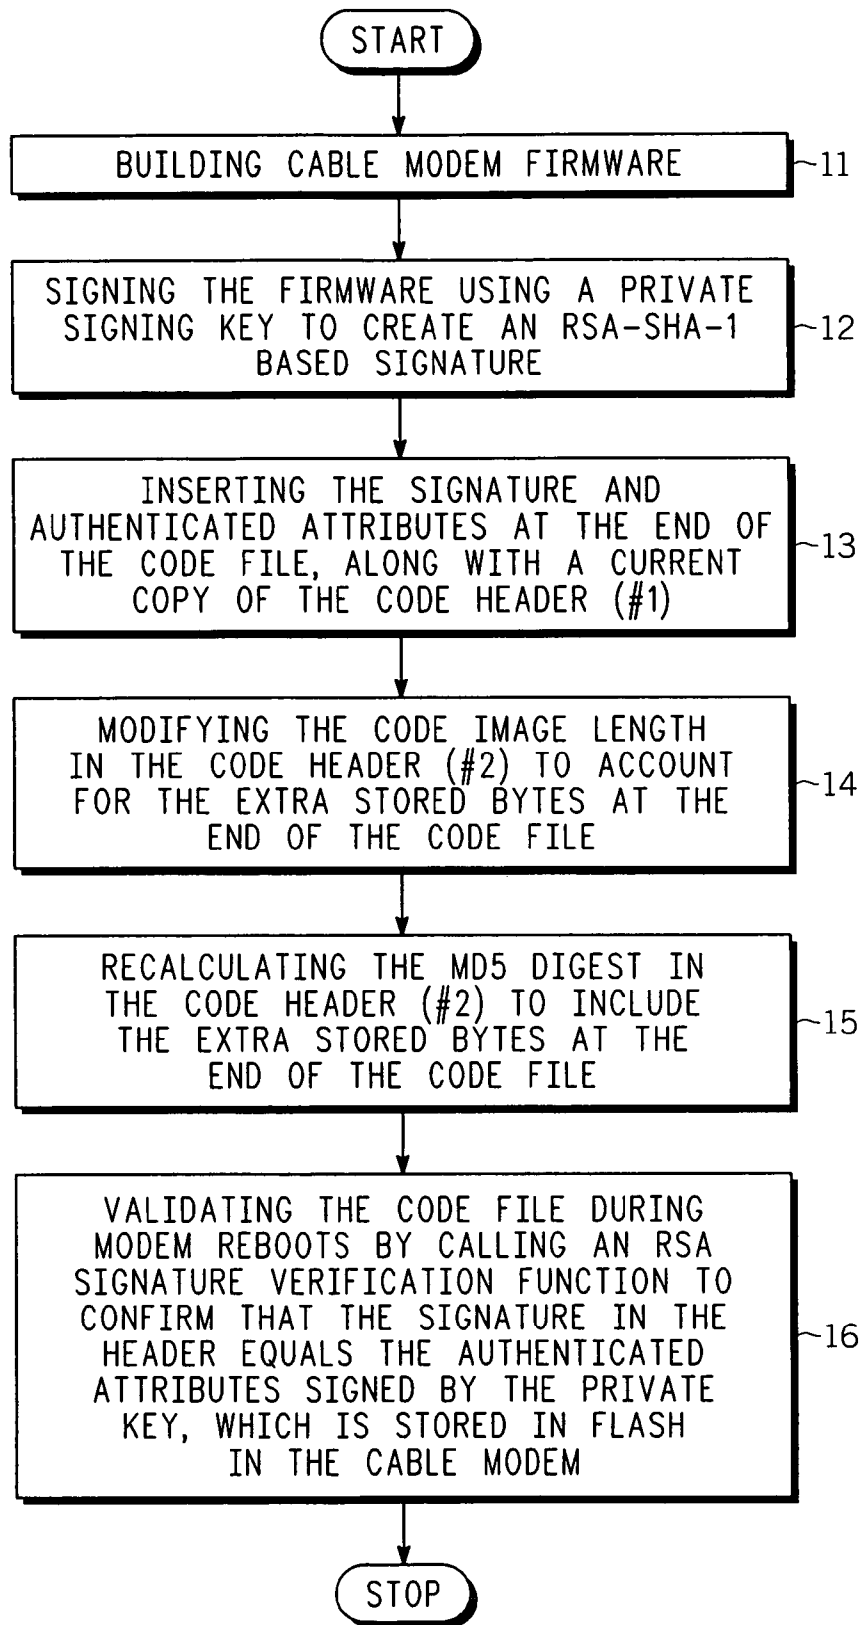 START
BUILDING CABLE MODEM FIRMWARE
11
SIGNING THE FIRMWARE USING A PRIVATE
SIGNING KEY TO CREATE AN RSA-SHA-1
BASED SIGNATURE
12
INSERTING THE SIGNATURE AND
AUTHENTICATED ATTRIBUTES AT THE END OF
THE CODE FILE, ALONG WITH A CURRENT
COPY OF THE CODE HEADER (#1)
13
MODIFYING THE CODE IMAGE LENGTH
IN THE CODE HEADER (#2) TO ACCOUNT
FOR THE EXTRA STORED BYTES AT THE
END OF THE CODE FILE
14
RECALCULATING THE MD5 DIGEST IN
THE CODE HEADER (#2) TO INCLUDE
THE EXTRA STORED BYTES AT THE
END OF THE CODE FILE
15
VALIDATING THE CODE FILE DURING
MODEM REBOOTS BY CALLING AN RSA
SIGNATURE VERIFICATION FUNCTION TO
CONFIRM THAT THE SIGNATURE IN THE
HEADER EQUALS THE AUTHENTICATED
ATTRIBUTES SIGNED BY THE PRIVATE
KEY, WHICH IS STORED IN FLASH
IN THE CABLE MODEM
16
STOP